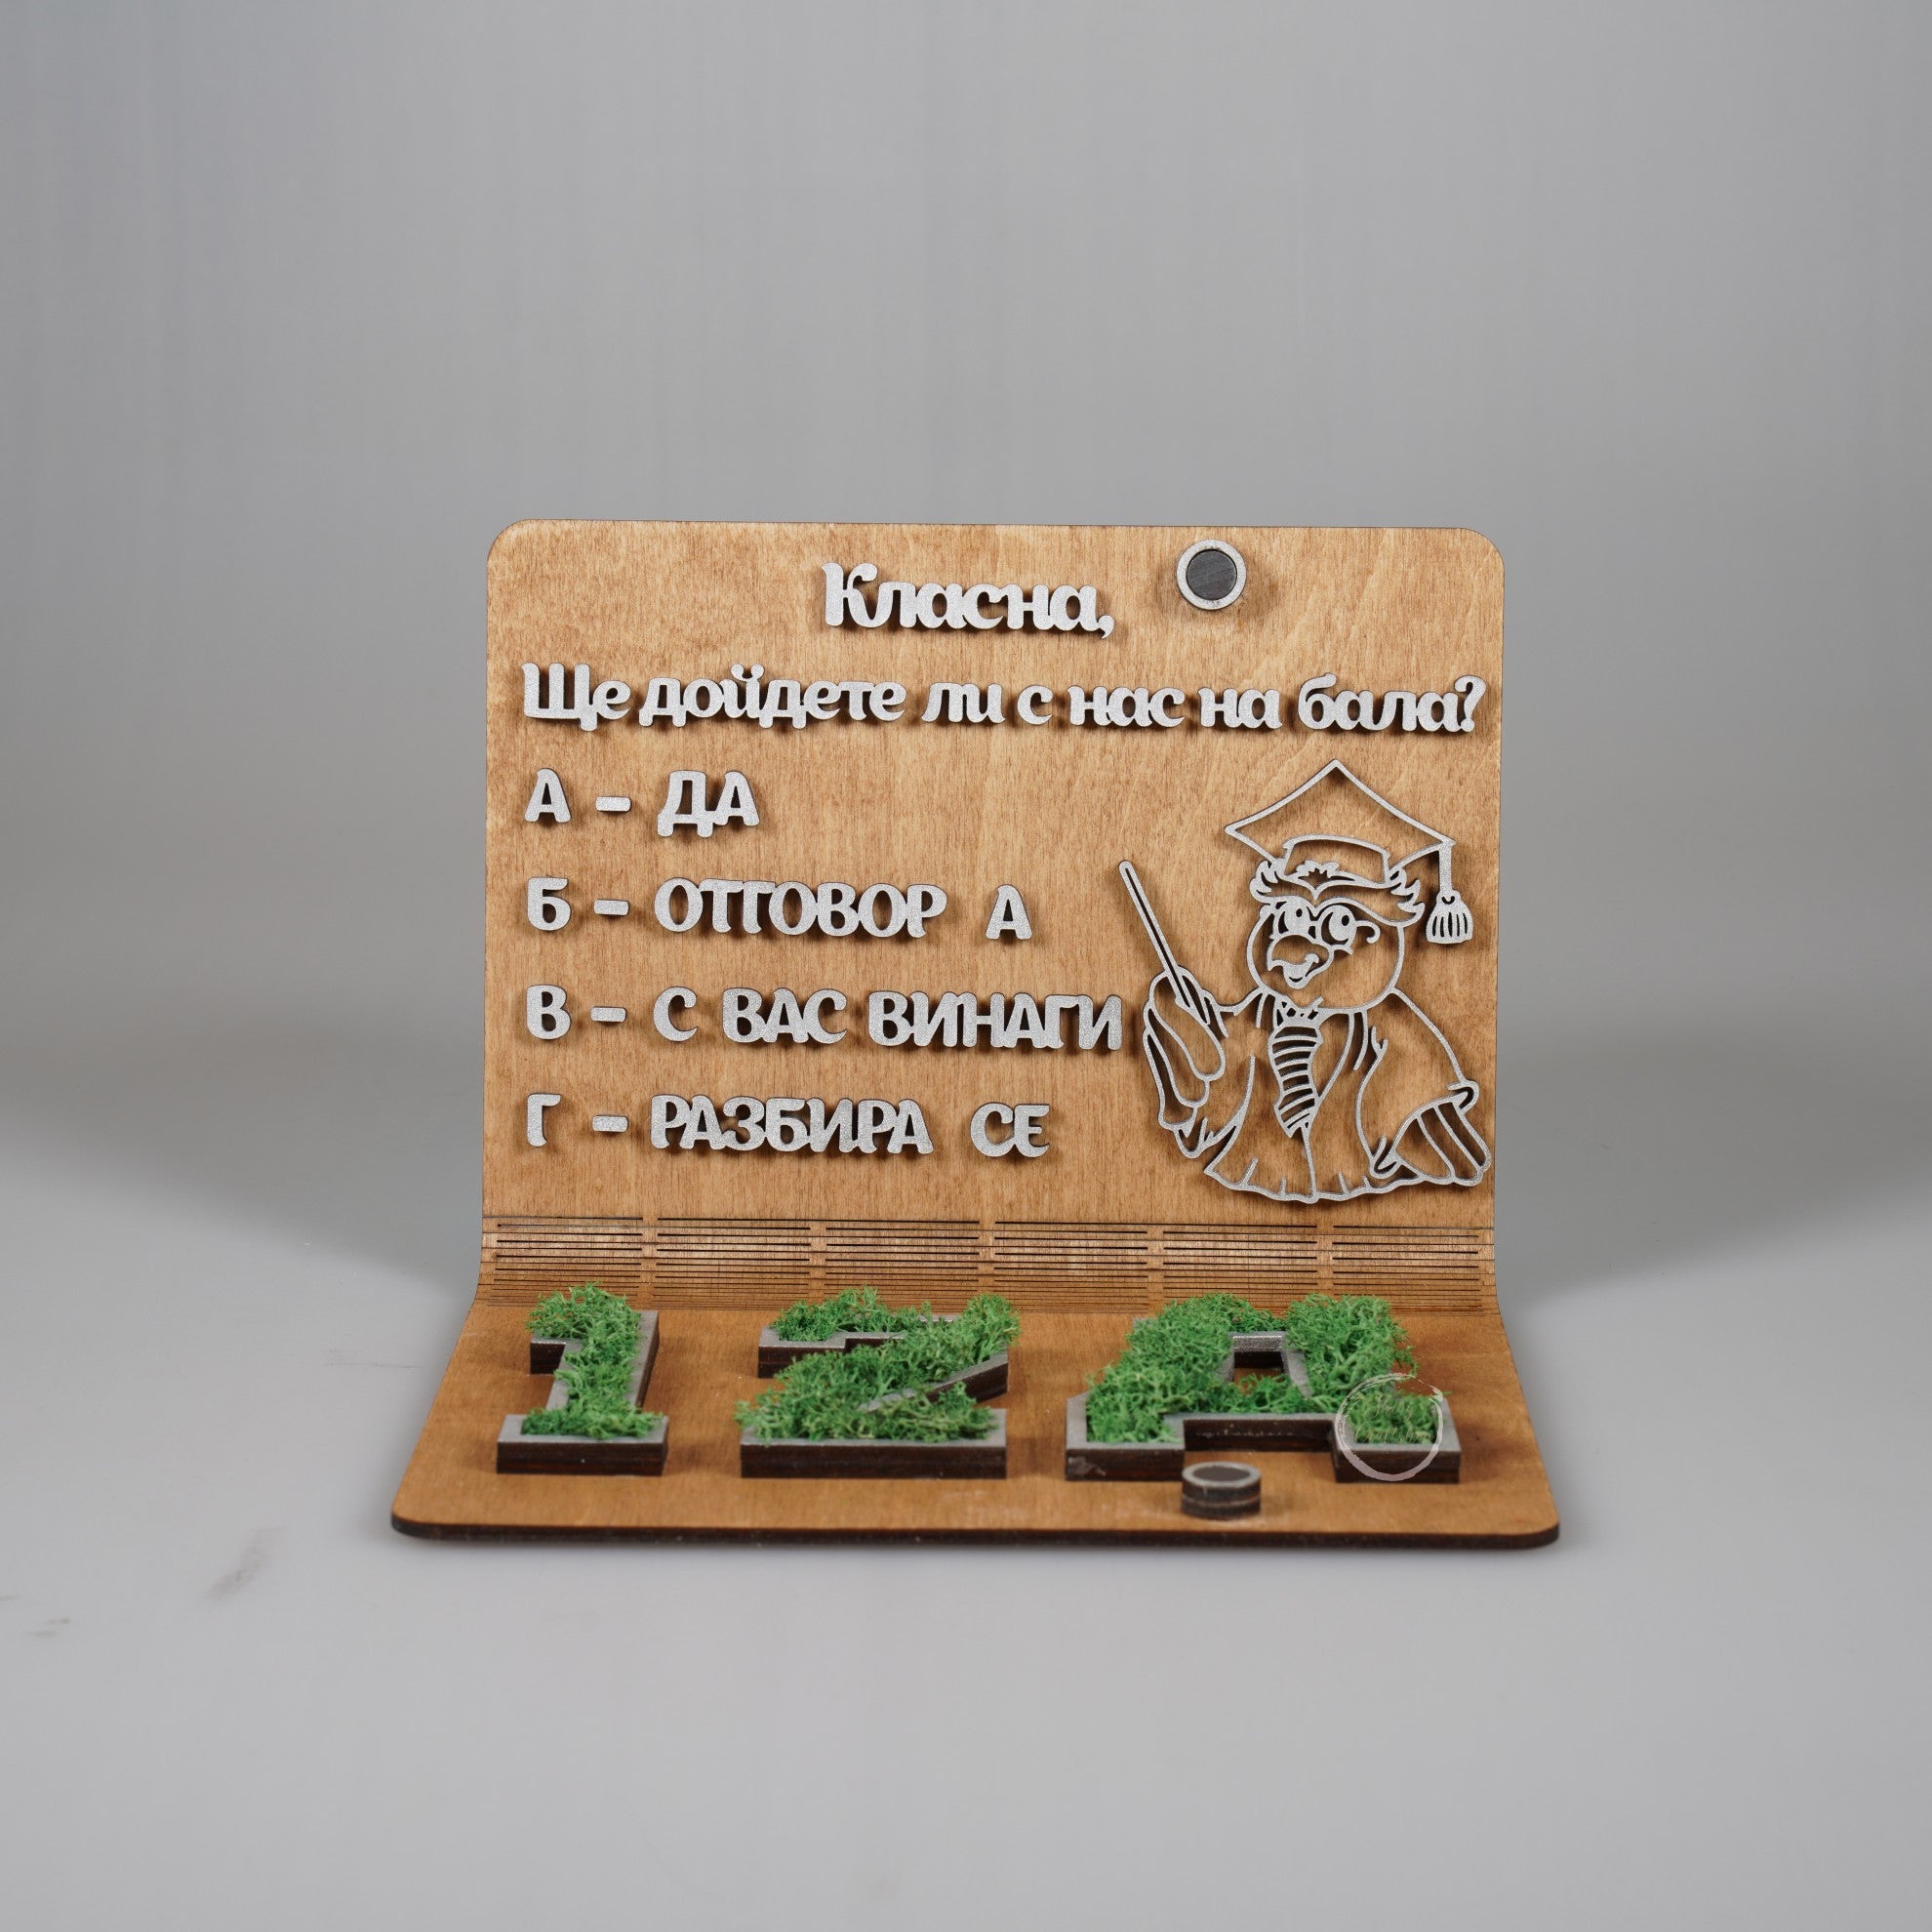 Класна,
Ще дойдете ли с нас на бала?
А - ДА
Б - ОТГОВОР А
В - С ВАС ВИНАГИ
Г - РАЗБИРА СЕ
12А